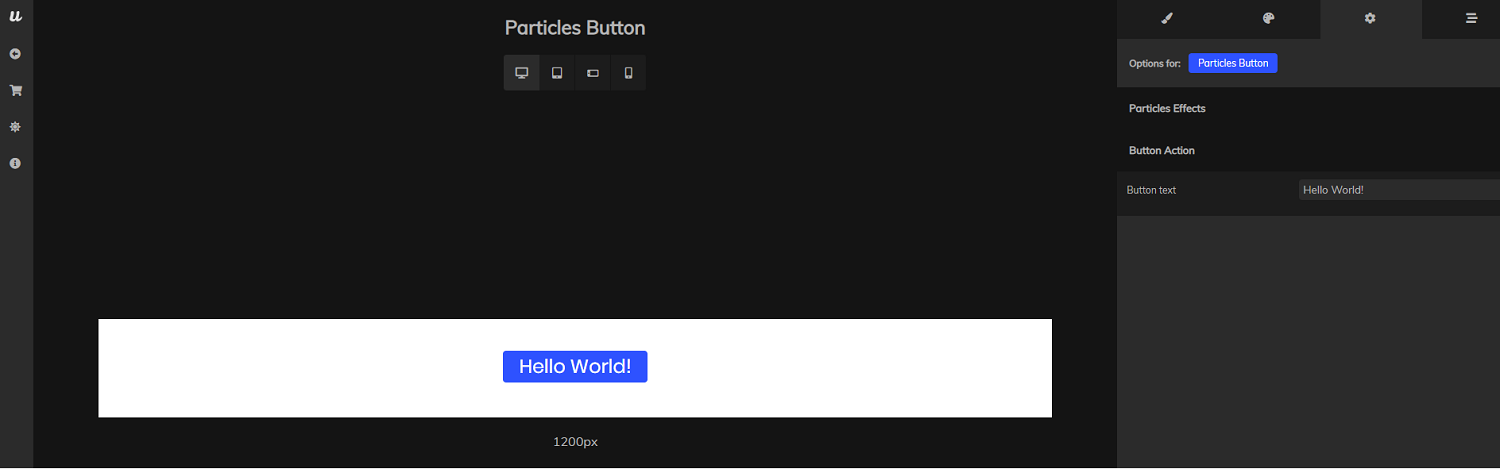 u
Particles Button
Options for:
Particles Button
Particles Effects
Button Action
Button text
Hello World!
Hello World!
1200px